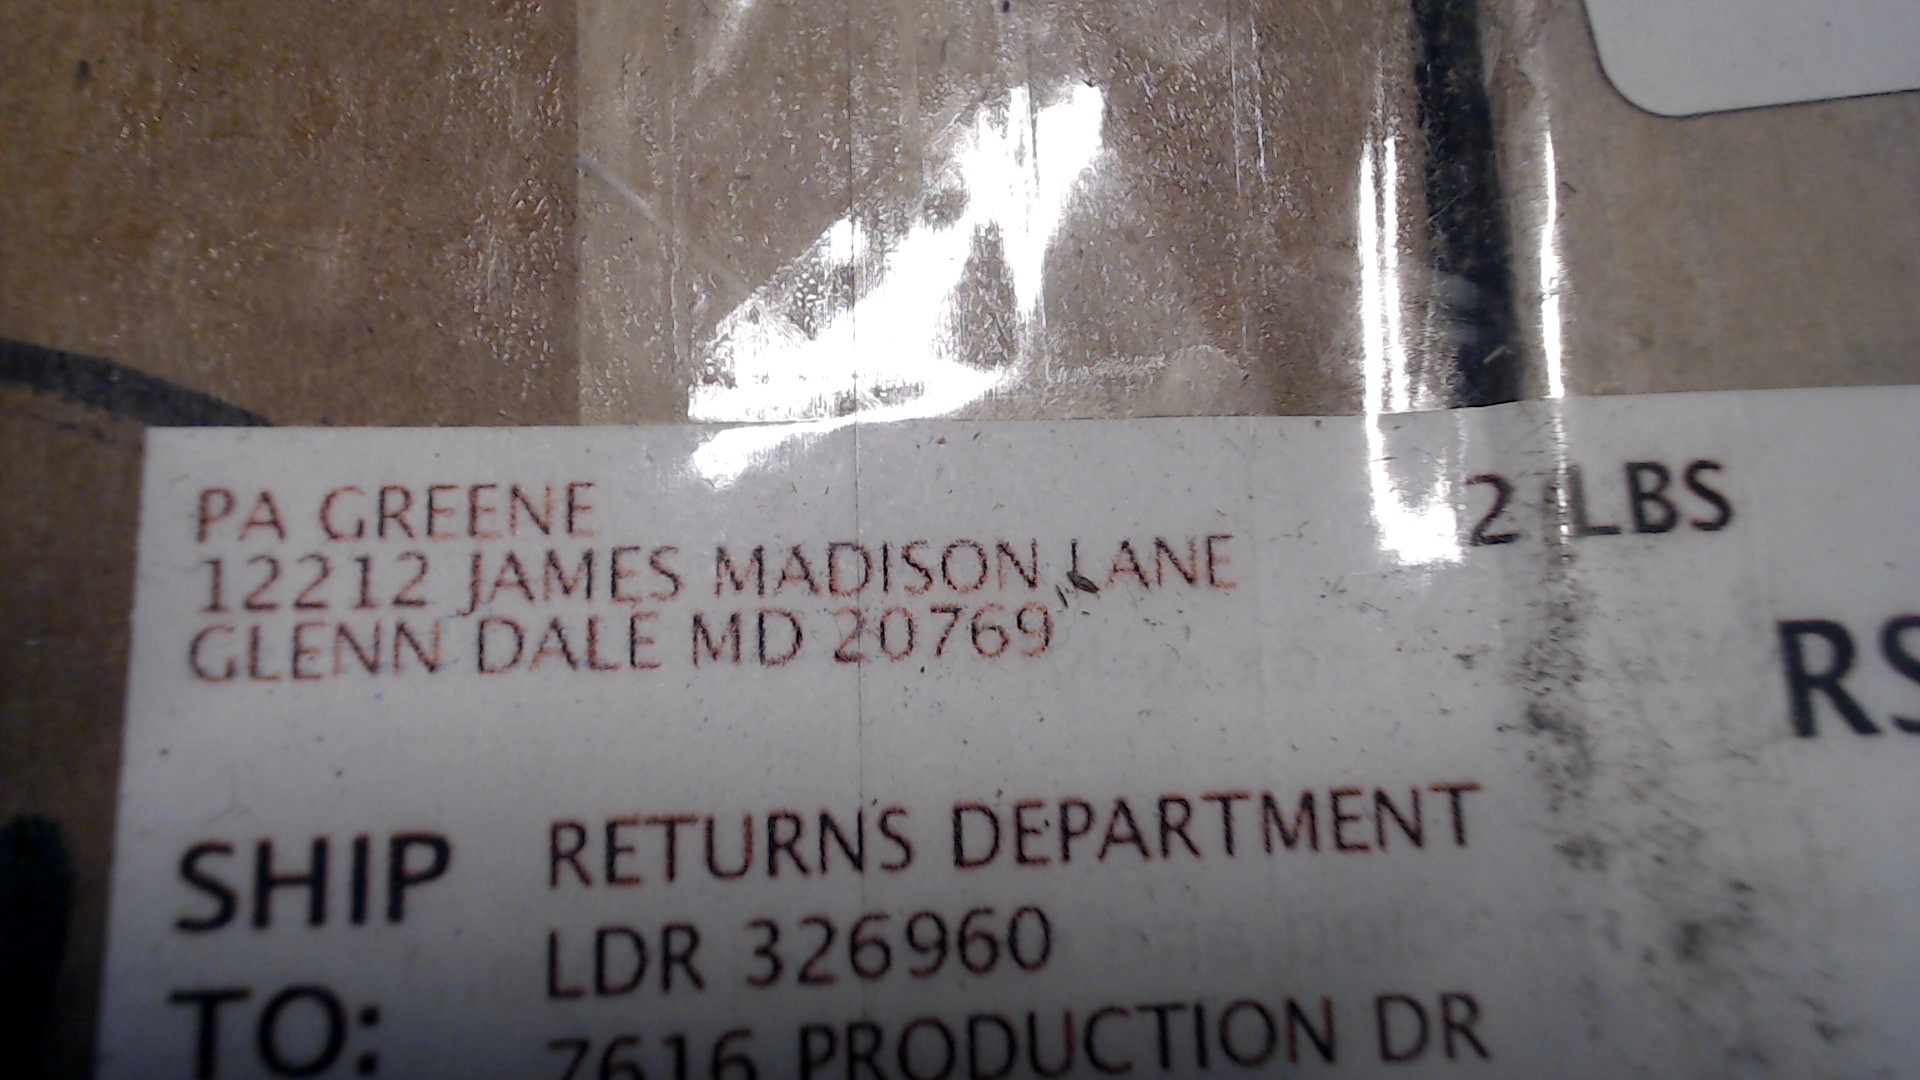 PA GREENE
12212 JAMES MADISON LANE
GLENN DALE MD 20769
2 LBS
RS
SHIP TO:
RETURNS DEPARTMENT
LDR 326960
7616 PRODUCTION DR